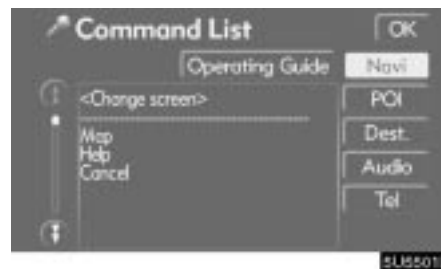 Command List
OK
Operating Guide
Navi
<Change screen>
POI
Map
Dest.
Help
Cancel
Audio
Tel
5U5501